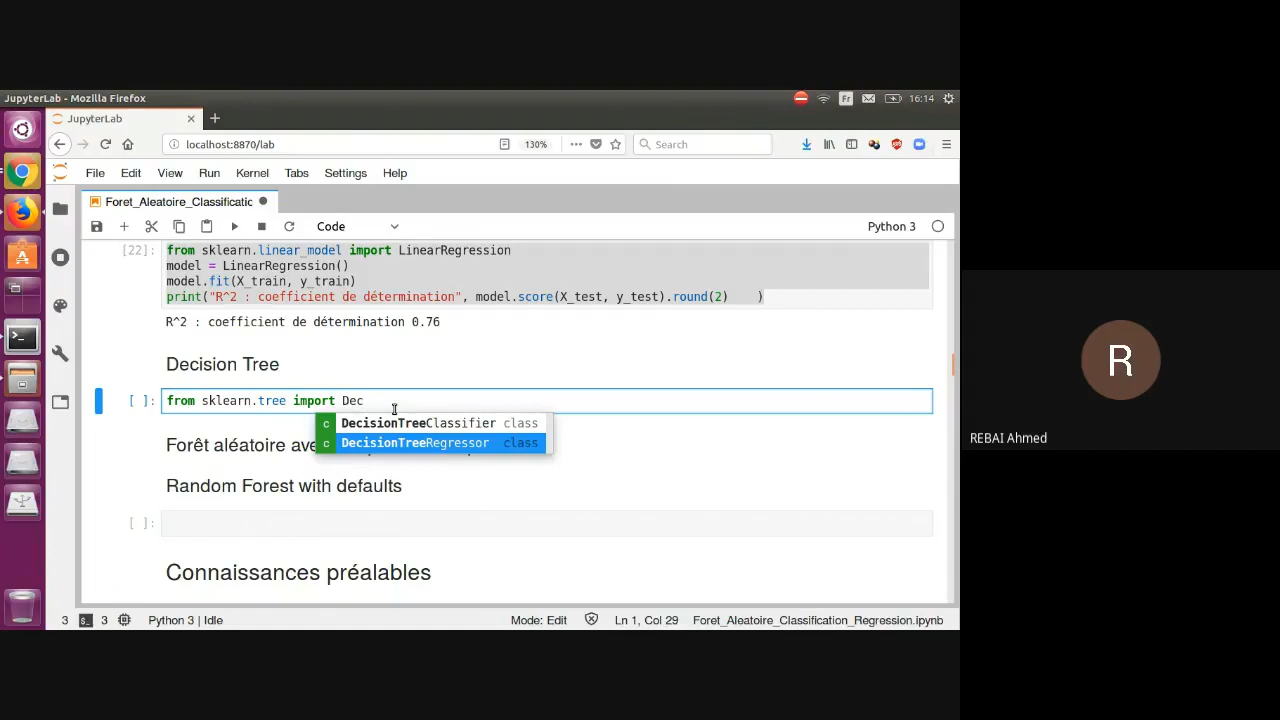 JupyterLab - Mozilla Firefox
Fr
16:14
JupyterLab
localhost:8870/lab
130%
Search
File Edit View Run Kernel Tabs Settings Help
Foret_Aleatoire_Classificatic
Code
Python 3
[22]:
from sklearn.linear_model import LinearRegression
model = LinearRegression()
model.fit(X_train, y_train)
print("R^2 : coefficient de détermination", model.score(X_test, y_test).round(2) )
R^2 : coefficient de détermination 0.76
Decision Tree
[ ]:
from sklearn.tree import Dec
c DecisionTreeClassifier class
c DecisionTreeRegressor class
Forêt aléatoire ave
Random Forest with defaults
[ ]:
Connaissances préalables
3 3 Python 3 | Idle Mode: Edit Ln 1, Col 29 Foret_Aleatoire_Classification_Regression.ipynb
R
REBAI Ahmed